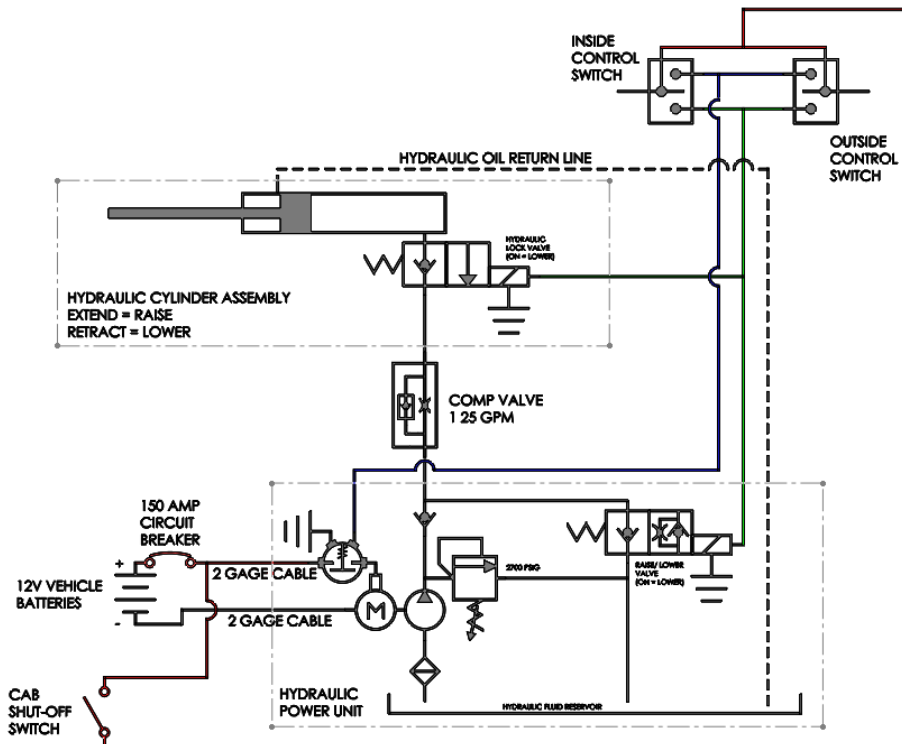 INSIDE
CONTROL
SWITCH
OUTSIDE
CONTROL
SWITCH
HYDRAULIC OIL RETURN LINE
HYDRAULIC
LOCK VALVE
(ON = LOWER)
HYDRAULIC CYLINDER ASSEMBLY
EXTEND = RAISE
RETRACT = LOWER
COMP VALVE
1 25 GPM
150 AMP
CIRCUIT
BREAKER
+
12V VEHICLE
BATTERIES
-
2 GAGE CABLE
2 GAGE CABLE
M
2700 PSIG
RAISE/LOWER
VALVE
(ON = LOWER)
CAB
SHUT-OFF
SWITCH
HYDRAULIC
POWER UNIT
HYDRAULIC FLUID RESERVOIR